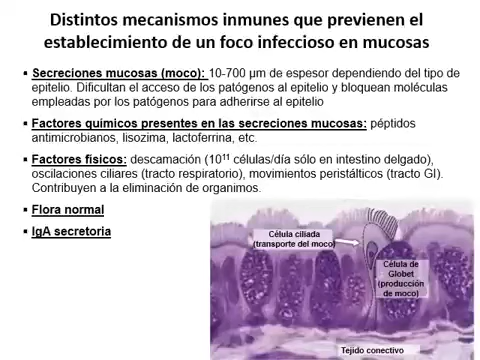 Distintos mecanismos inmunes que previenen el
establecimiento de un foco infeccioso en mucosas
▪ Secreciones mucosas (moco): 10-700 µm de espesor dependiendo del tipo de
epitelio. Dificultan el acceso de los patógenos al epitelio y bloquean moléculas
empleadas por los patógenos para adherirse al epitelio
▪ Factores químicos presentes en las secreciones mucosas: péptidos
antimicrobianos, lisozima, lactoferrina, etc.
▪ Factores físicos: descamación (10¹¹ células/día sólo en intestino delgado),
oscilaciones ciliares (tracto respiratorio), movimientos peristálticos (tracto GI).
Contribuyen a la eliminación de organimos.
▪ Flora normal
▪ IgA secretoria
Célula ciliada
(transporte del moco)
Célula de
Globet
(producción
de moco)
Tejido conectivo